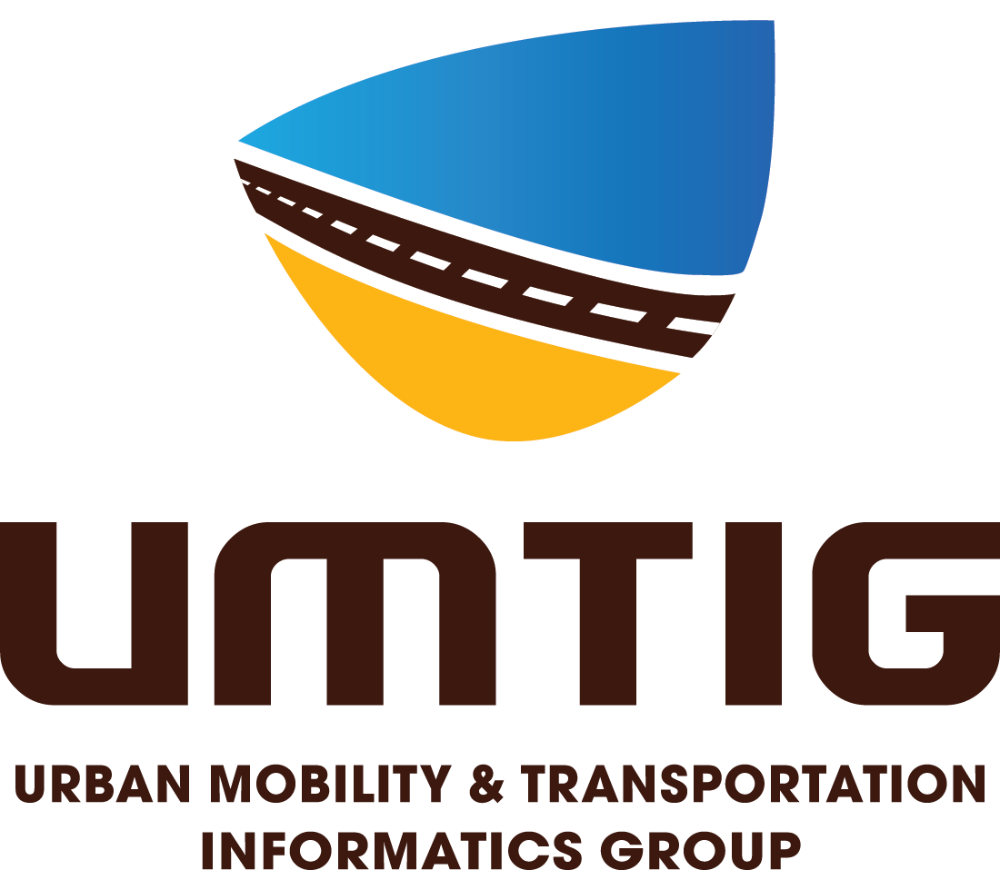 UMTIG
URBAN MOBILITY & TRANSPORTATION
INFORMATICS GROUP